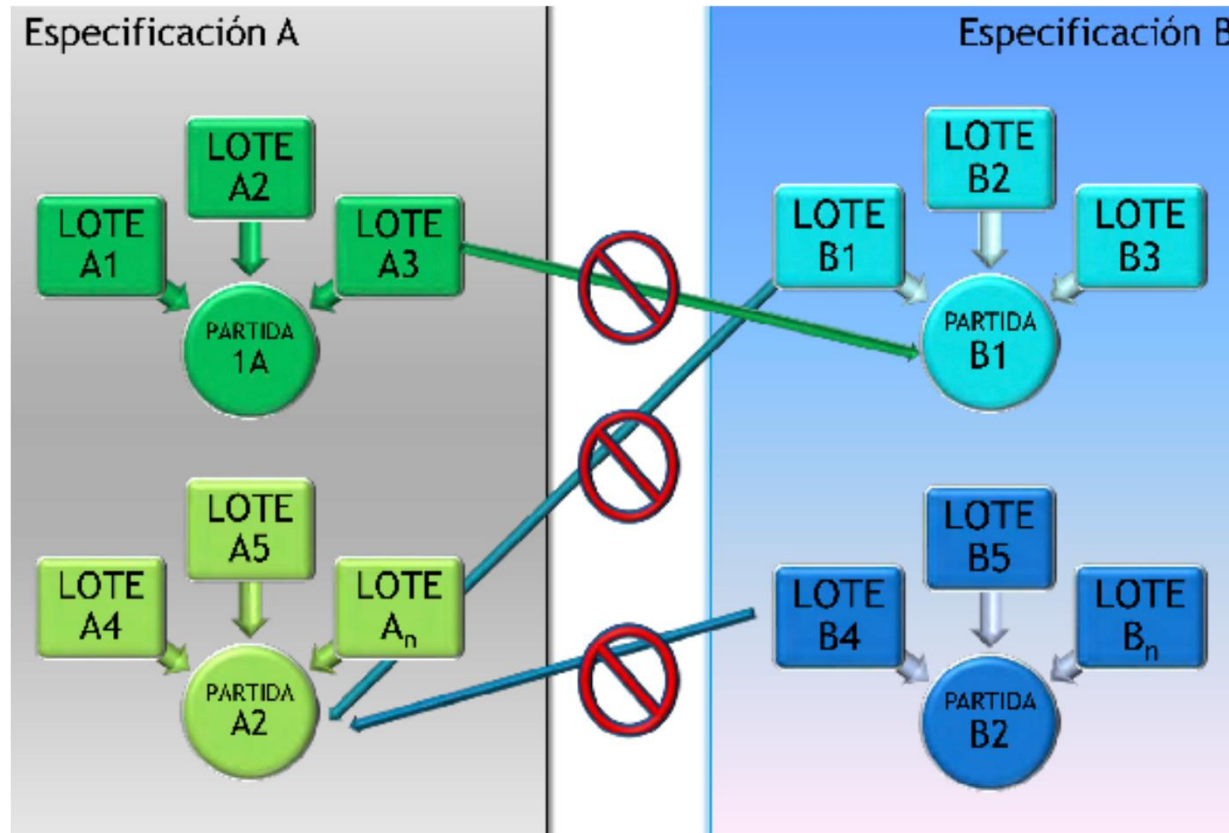 Especificación A
LOTE
A2
LOTE
A1
LOTE
A3
PARTIDA
1A
LOTE
A5
LOTE
A4
LOTE
An
PARTIDA
A2
Especificación B
LOTE
B2
LOTE
B1
LOTE
B3
PARTIDA
B1
LOTE
B5
LOTE
B4
LOTE
Bn
PARTIDA
B2